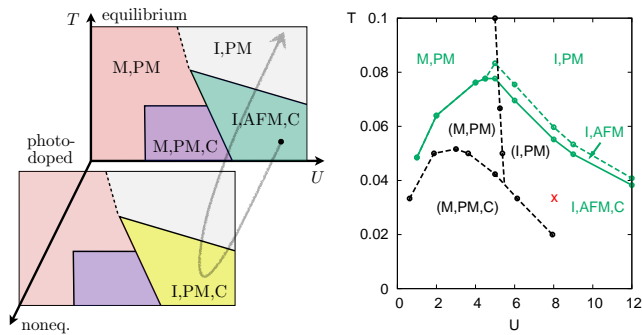 T
equilibrium
I,PM
M,PM
I,AFM,C
M,PM,C
photo-
doped
U
I,PM,C
noneq.
T
0.1
0.08
0.06
0.04
0.02
M,PM
I,PM
(M,PM)
(I,PM)
I,AFM
(M,PM,C)
x
I,AFM,C
0 2 4 6 8 10 12
U